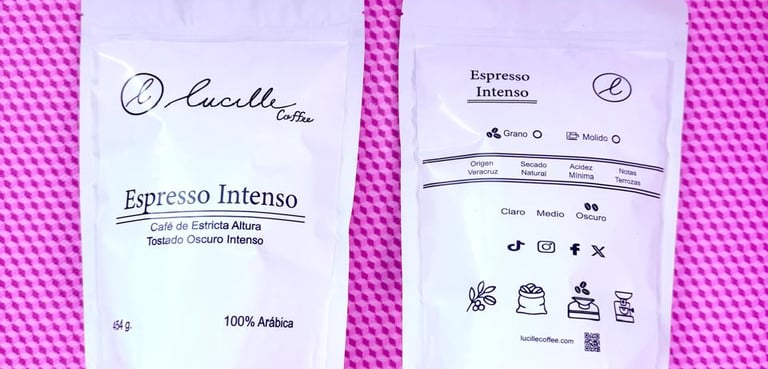 Lucille
Coffee
Espresso Intenso
Café de Estricta Altura
Tostado Oscuro Intenso
454 g.
100% Arábica
Espresso
Intenso
Grano
Molido
Origen
Veracruz
Secado
Natural
Acidez
Mínima
Notas
Terrozas
Claro
Medio
Oscuro
lucillecoffee.com